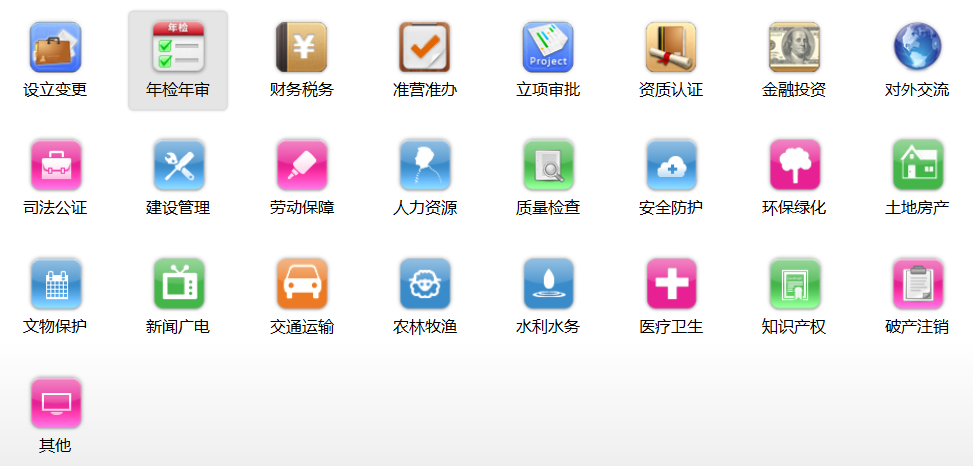 年检
Project
设立变更 年检年审 财务税务 准营准办 立项审批 资质认证 金融投资 对外交流
司法公证 建设管理 劳动保障 人力资源 质量检查 安全防护 环保绿化 土地房产
文物保护 新闻广电 交通运输 农林牧渔 水利水务 医疗卫生 知识产权 破产注销
其他